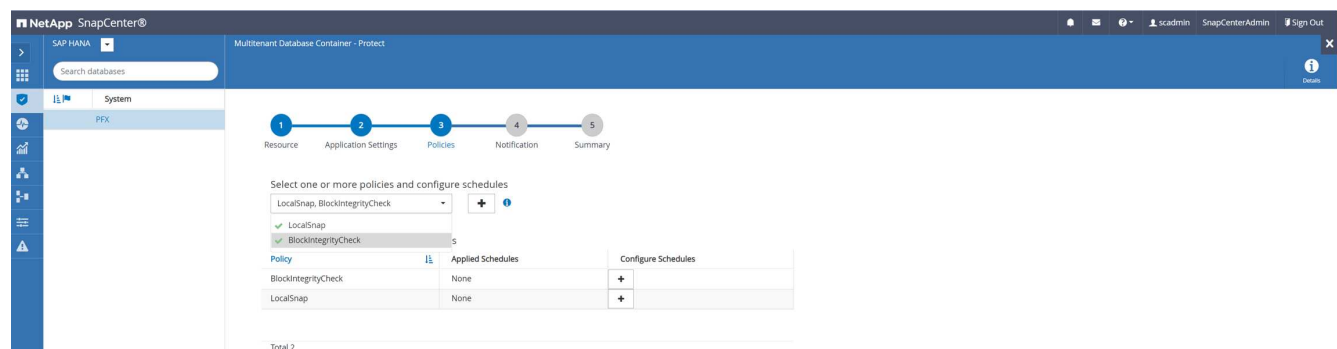 NetApp SnapCenter®
scadmin SnapCenterAdmin Sign Out
SAP HANA
Multitenant Database Container - Protect
Search databases
Details
System
PFX
1 2 3 4 5
Resource Application Settings Policies Notification Summary
Select one or more policies and configure schedules
LocalSnap, BlockIntegrityCheck
LocalSnap
BlockIntegrityCheck
s
Policy Applied Schedules Configure Schedules
BlockIntegrityCheck None
LocalSnap None
Total 2